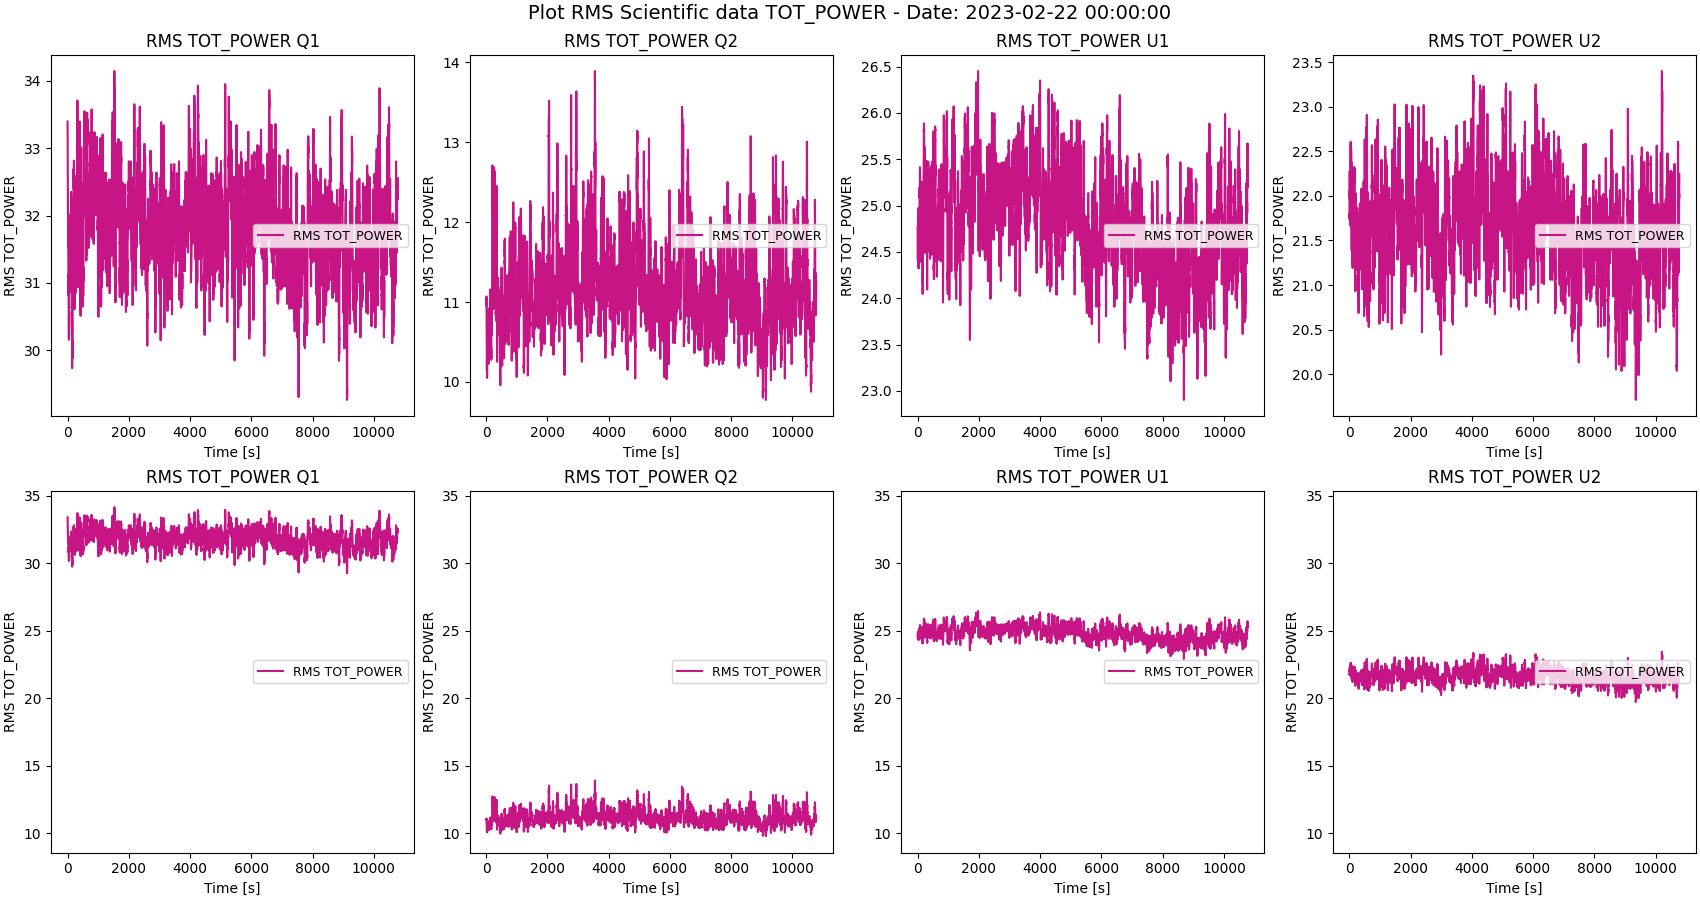 Plot RMS Scientific data TOT_POWER - Date: 2023-02-22 00:00:00
RMS TOT_POWER Q1
RMS TOT_POWER
34
33
32
31
30
RMS TOT_POWER
0 2000 4000 6000 8000 10000
Time [s]
RMS TOT_POWER Q2
RMS TOT_POWER
14
13
12
11
10
RMS TOT_POWER
0 2000 4000 6000 8000 10000
Time [s]
RMS TOT_POWER U1
RMS TOT_POWER
26.5
26.0
25.5
25.0
24.5
24.0
23.5
23.0
RMS TOT_POWER
0 2000 4000 6000 8000 10000
Time [s]
RMS TOT_POWER U2
RMS TOT_POWER
23.5
23.0
22.5
22.0
21.5
21.0
20.5
20.0
RMS TOT_POWER
0 2000 4000 6000 8000 10000
Time [s]
RMS TOT_POWER Q1
RMS TOT_POWER
35
30
25
20
15
10
RMS TOT_POWER
0 2000 4000 6000 8000 10000
Time [s]
RMS TOT_POWER Q2
RMS TOT_POWER
35
30
25
20
15
10
RMS TOT_POWER
0 2000 4000 6000 8000 10000
Time [s]
RMS TOT_POWER U1
RMS TOT_POWER
35
30
25
20
15
10
RMS TOT_POWER
0 2000 4000 6000 8000 10000
Time [s]
RMS TOT_POWER U2
RMS TOT_POWER
35
30
25
20
15
10
RMS TOT_POWER
0 2000 4000 6000 8000 10000
Time [s]